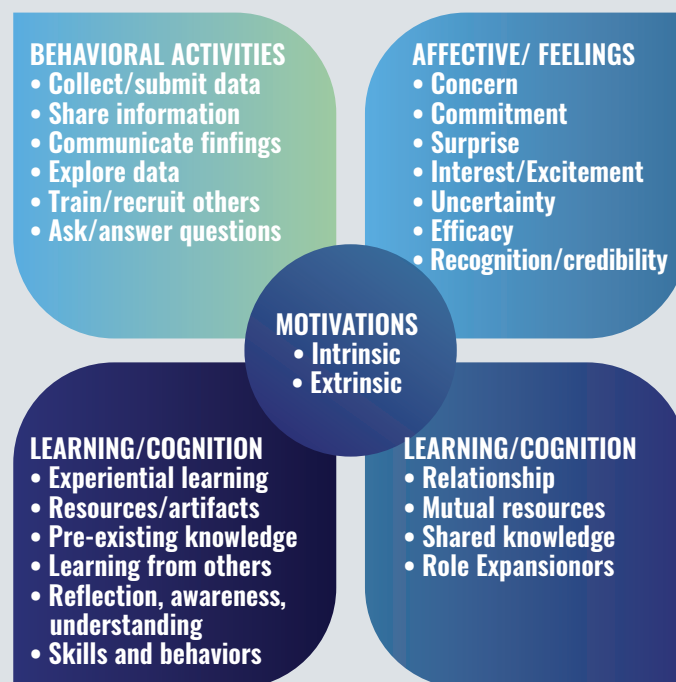 BEHAVIORAL ACTIVITIES
• Collect/submit data
• Share information
• Communicate finfings
• Explore data
• Train/recruit others
• Ask/answer questions
AFFECTIVE/ FEELINGS
• Concern
• Commitment
• Surprise
• Interest/Excitement
• Uncertainty
• Efficacy
• Recognition/credibility
MOTIVATIONS
• Intrinsic
• Extrinsic
LEARNING/COGNITION
• Experiential learning
• Resources/artifacts
• Pre-existing knowledge
• Learning from others
• Reflection, awareness,
understanding
• Skills and behaviors
LEARNING/COGNITION
• Relationship
• Mutual resources
• Shared knowledge
• Role Expansionors